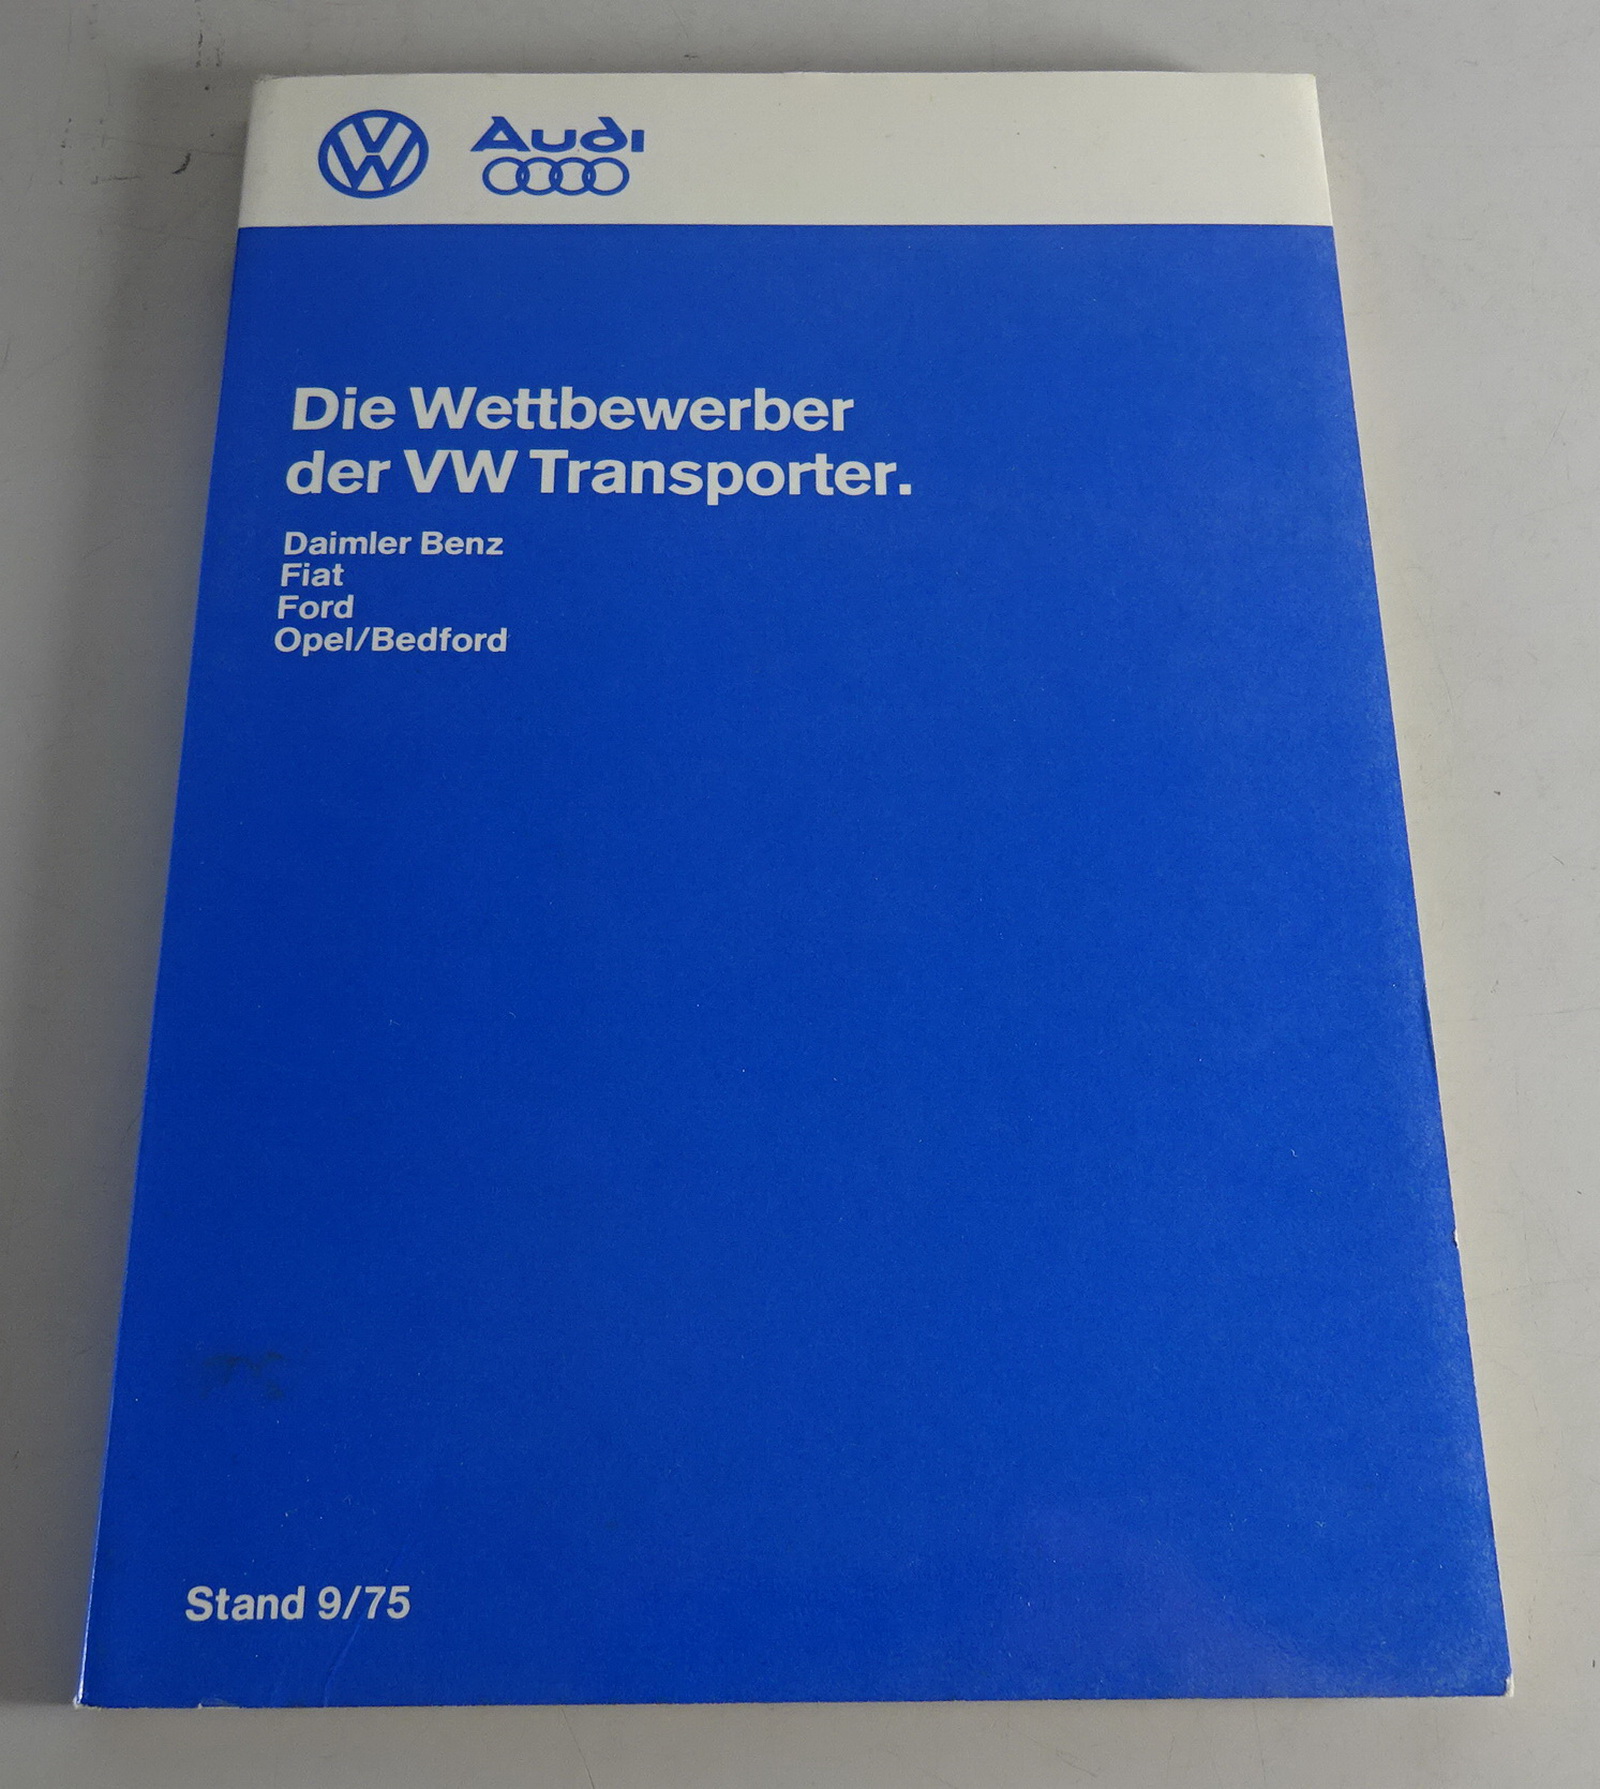 VW Audi
Die Wettbewerber
der VW Transporter.
Daimler Benz
Fiat
Ford
Opel/Bedford
Stand 9/75